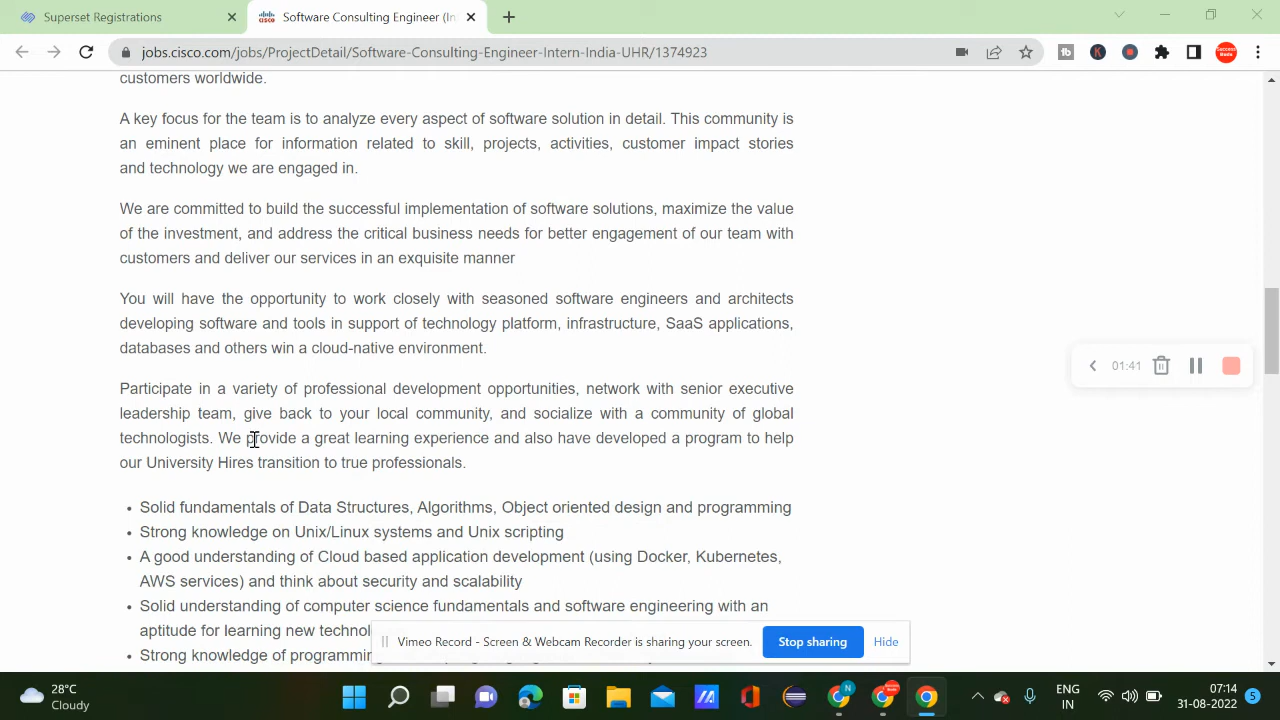 Superset Registrations
Software Consulting Engineer (In
jobs.cisco.com/jobs/ProjectDetail/Software-Consulting-Engineer-Intern-India-UHR/1374923
customers worldwide.
A key focus for the team is to analyze every aspect of software solution in detail. This community is
an eminent place for information related to skill, projects, activities, customer impact stories
and technology we are engaged in.
We are committed to build the successful implementation of software solutions, maximize the value
of the investment, and address the critical business needs for better engagement of our team with
customers and deliver our services in an exquisite manner
You will have the opportunity to work closely with seasoned software engineers and architects
developing software and tools in support of technology platform, infrastructure, SaaS applications,
databases and others win a cloud-native environment.
01:41
Participate in a variety of professional development opportunities, network with senior executive
leadership team, give back to your local community, and socialize with a community of global
technologists. We provide a great learning experience and also have developed a program to help
our University Hires transition to true professionals.
• Solid fundamentals of Data Structures, Algorithms, Object oriented design and programming
• Strong knowledge on Unix/Linux systems and Unix scripting
• A good understanding of Cloud based application development (using Docker, Kubernetes,
AWS services) and think about security and scalability
• Solid understanding of computer science fundamentals and software engineering with an
aptitude for learning new technol
• Strong knowledge of programming
Vimeo Record - Screen & Webcam Recorder is sharing your screen.
Stop sharing
Hide
28°C
Cloudy
ENG
IN
07:14
31-08-2022
5